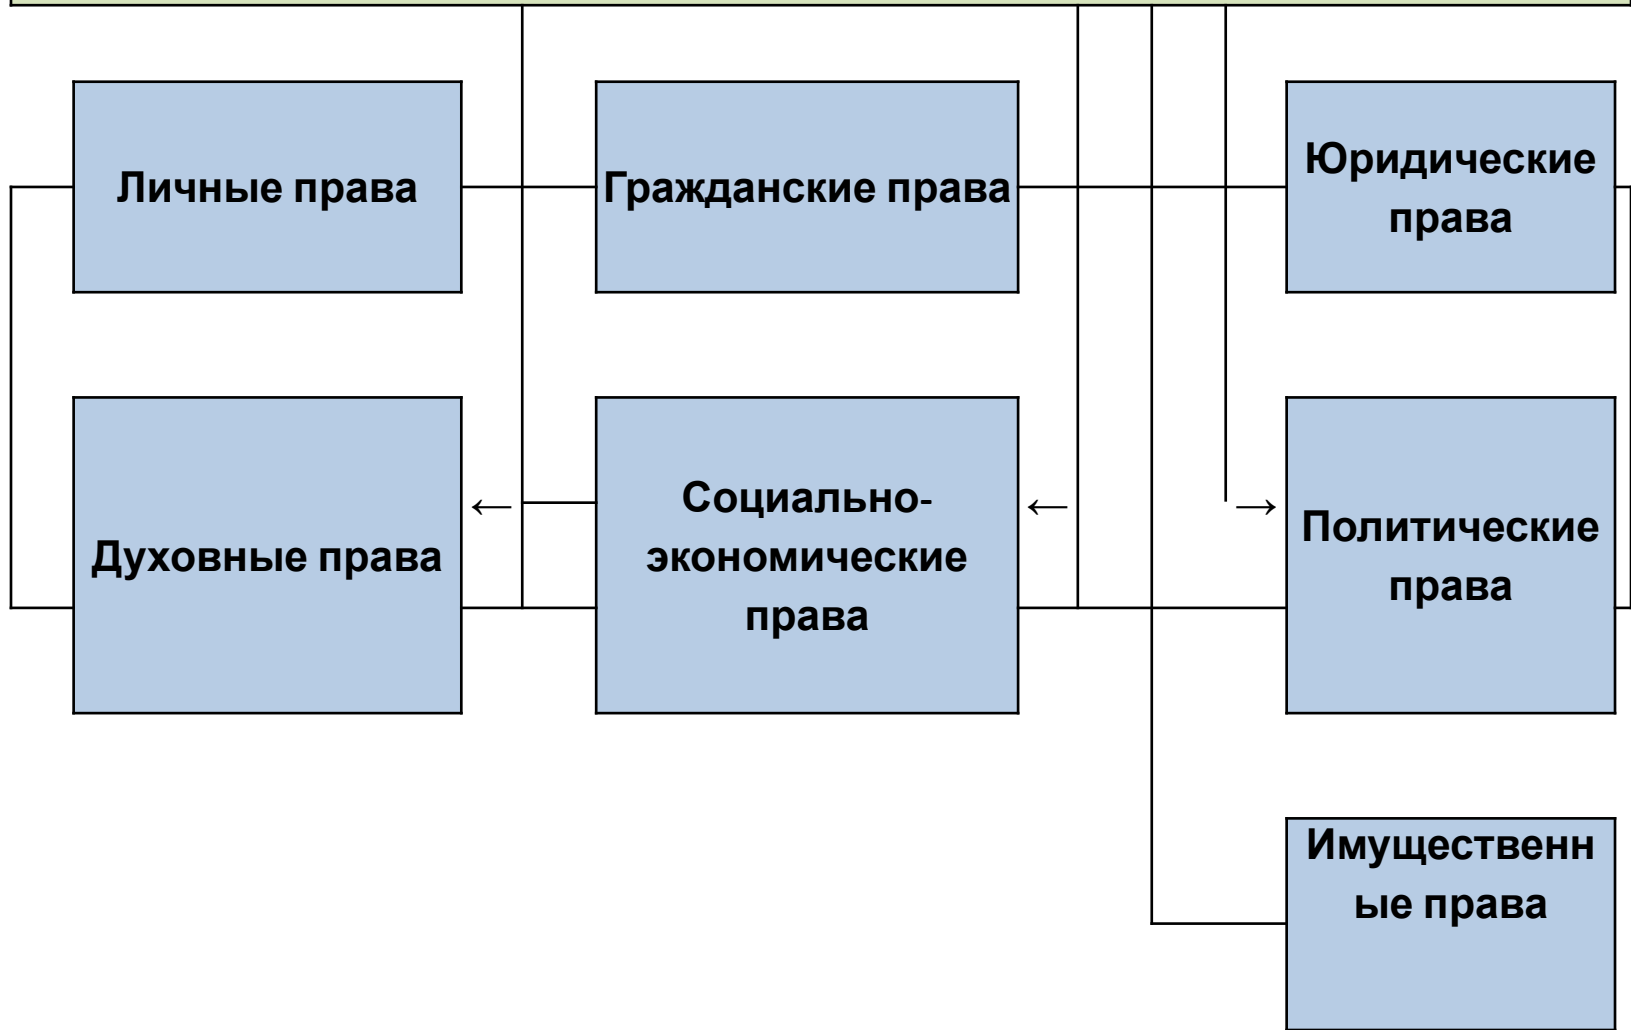 Личные права
Гражданские права
Юридические
права
Духовные права
←
Социально-
экономические
права
←
→
Политические
права
Имущественн
ые права